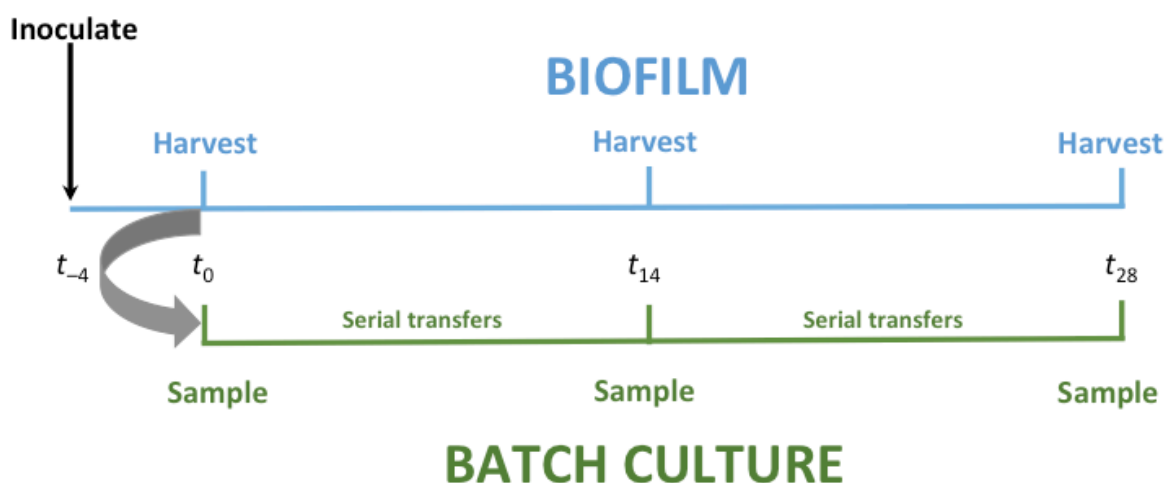 Inoculate
BIOFILM
Harvest Harvest Harvest
t–4 t0 t14 t28
Serial transfers Serial transfers
Sample Sample Sample
BATCH CULTURE